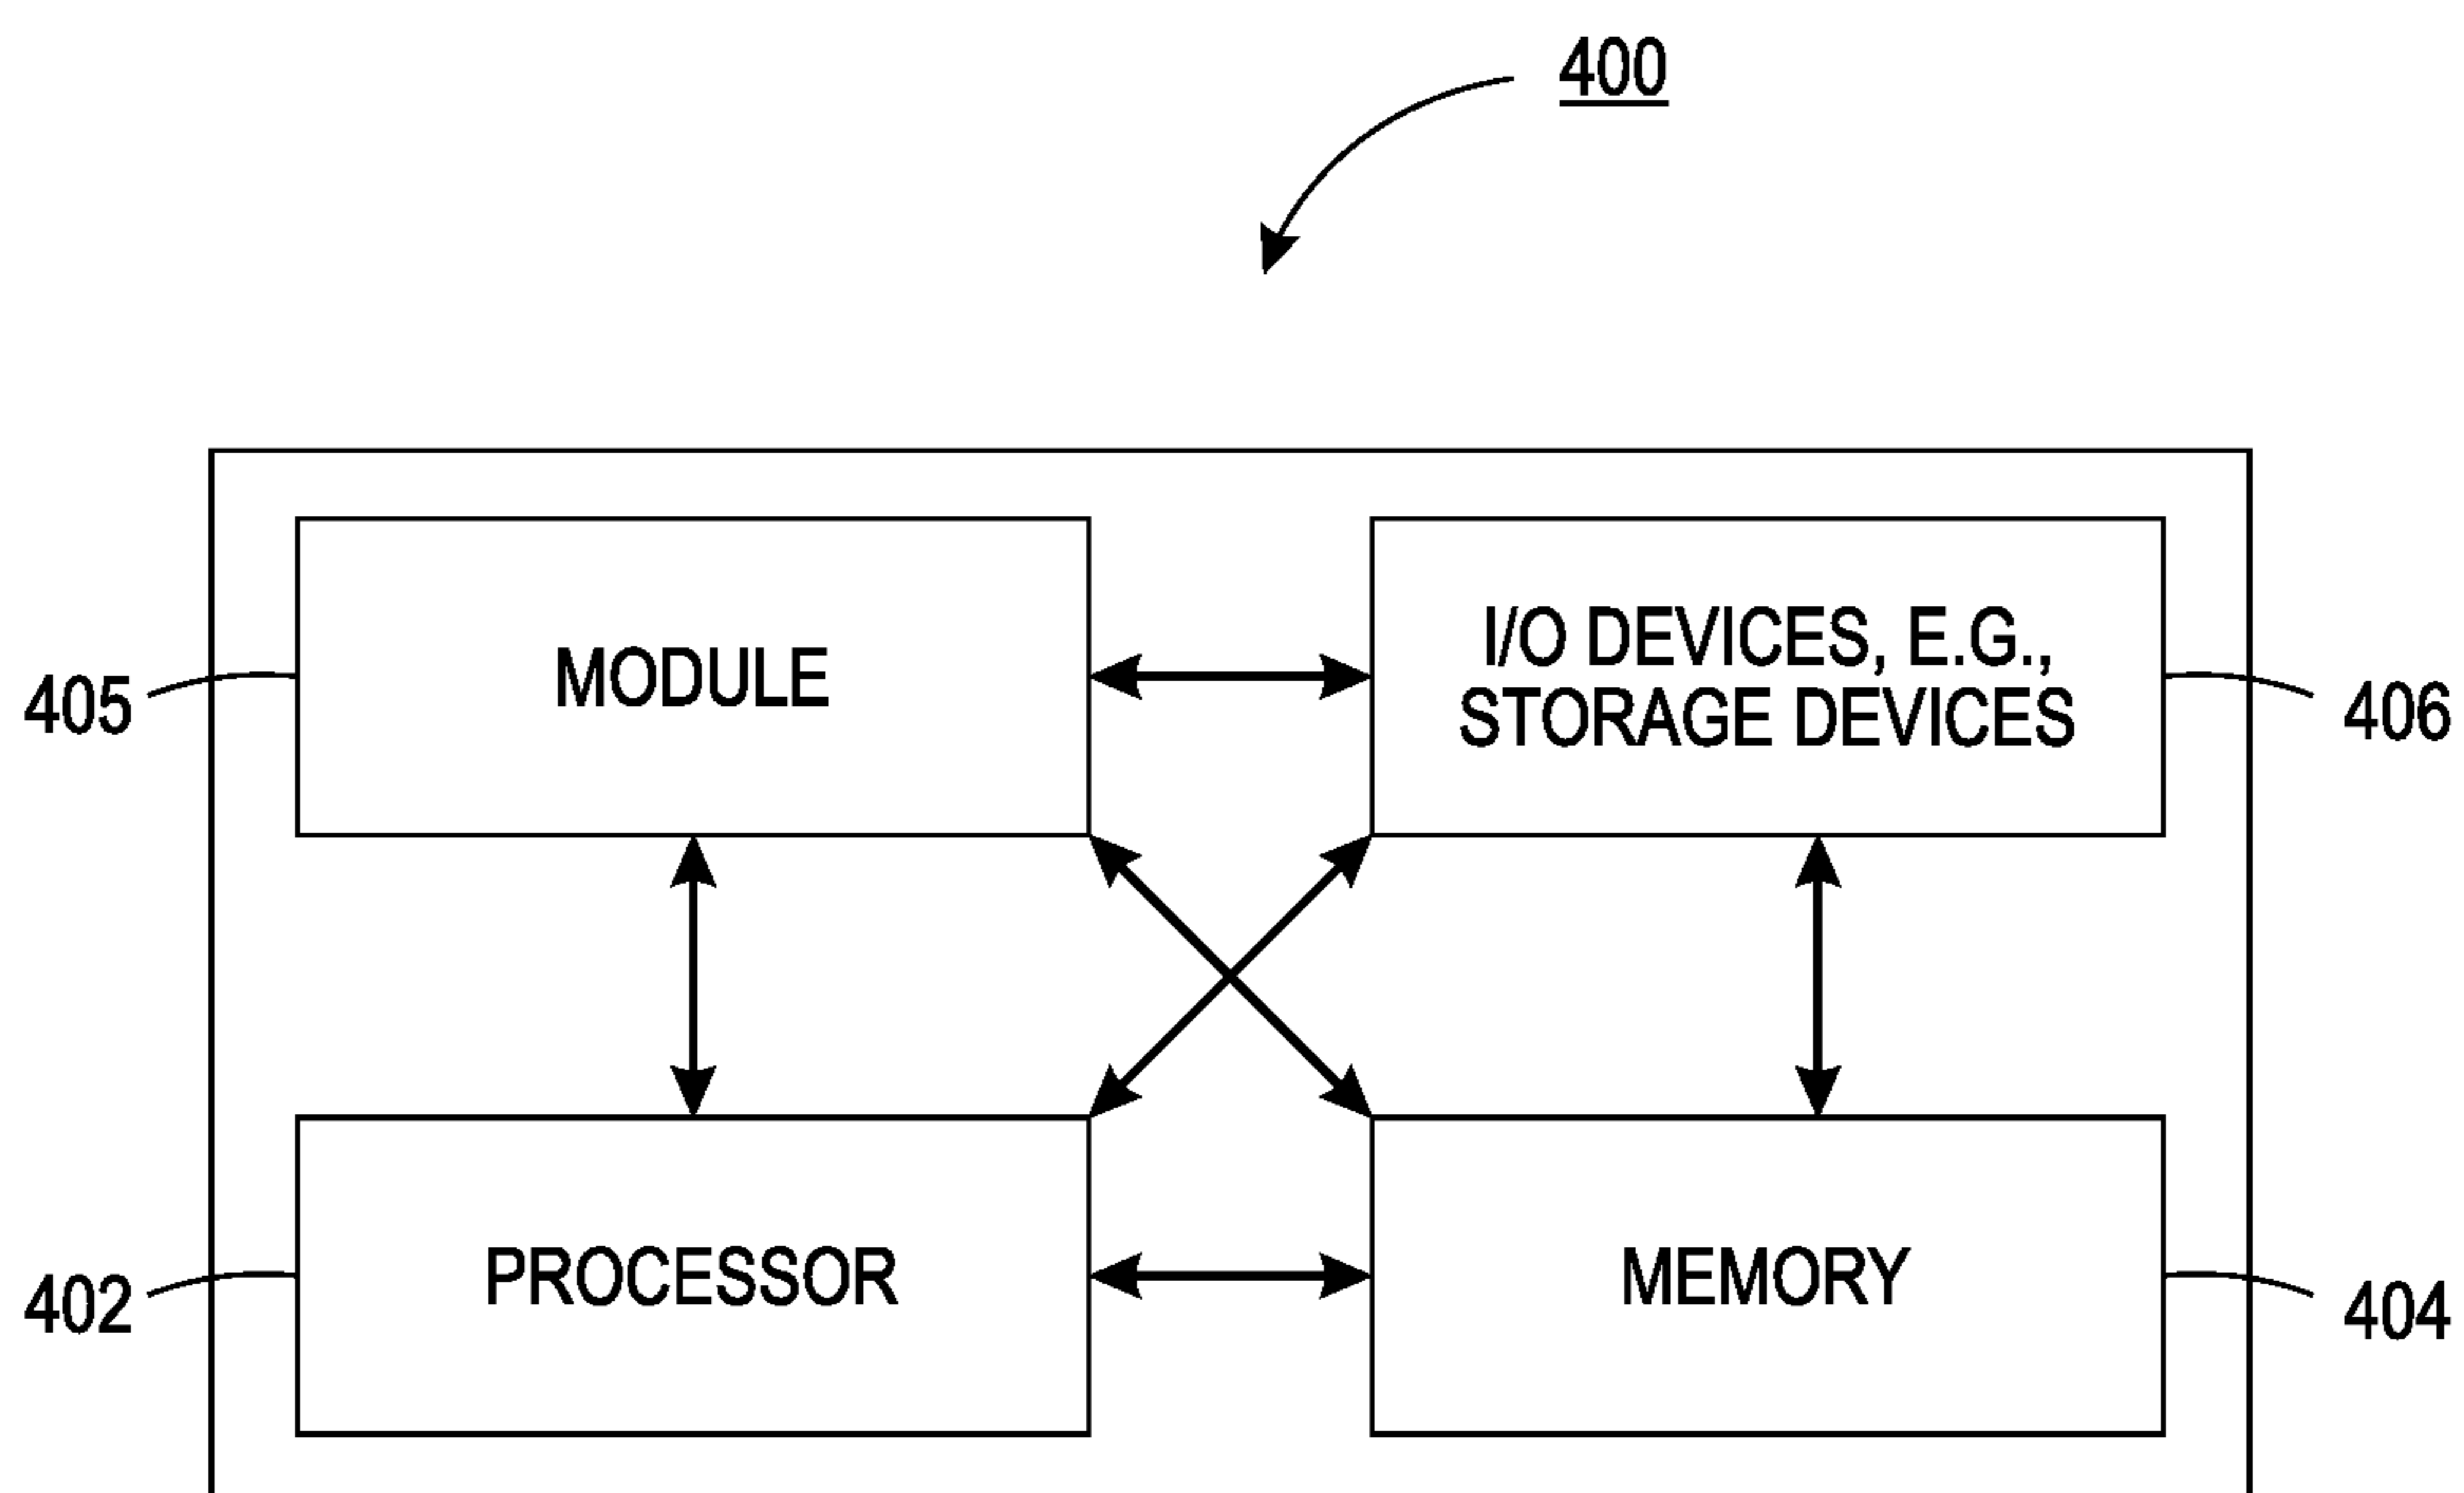 400
MODULE
I/O DEVICES, E.G.,
STORAGE DEVICES
405
406
PROCESSOR
MEMORY
402
404